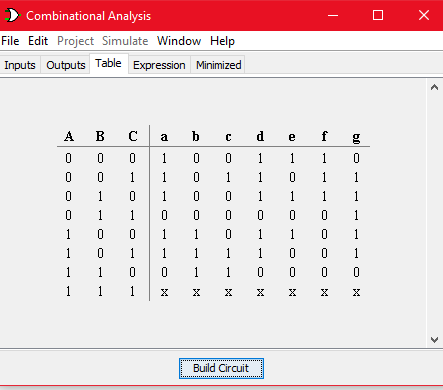 Combinational Analysis
File Edit Project Simulate Window Help
Inputs Outputs Table Expression Minimized
A B C a b c d e f g
0 0 0 1 0 0 1 1 1 0
0 0 1 1 0 1 1 0 1 1
0 1 0 1 0 0 1 1 1 1
0 1 1 0 0 0 0 0 0 1
1 0 0 1 1 0 1 1 0 1
1 0 1 1 1 1 1 0 0 1
1 1 0 0 1 1 0 0 0 0
1 1 1 x x x x x x x
Build Circuit